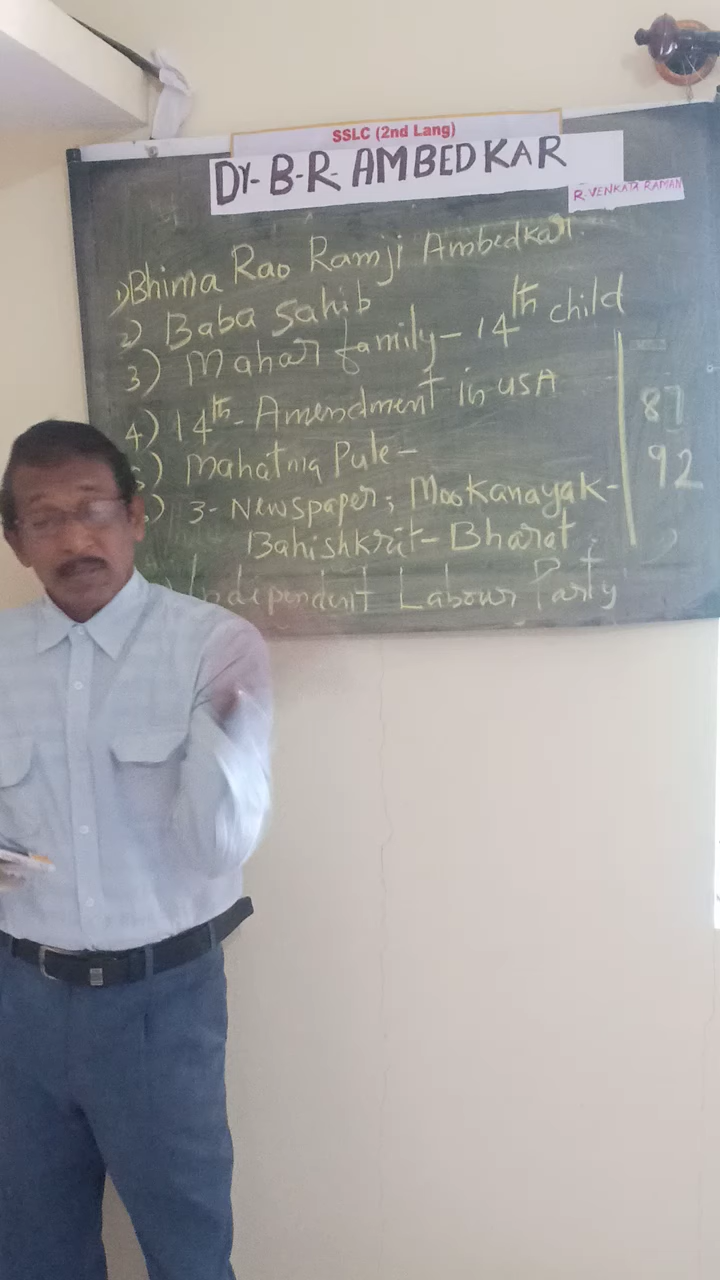 SSLC (2nd Lang)
Dr- B-R- AMBEDKAR
R. VENKATA RAMAN
1) Bhima Rao Ramji Ambedkar.
2) Baba Sahib
3) Mahar family - 14th child
4) 14th - Amendment in USA
) Mahatma Pule -
) 3 - Newspaper; Mookanayak -
Bahishkrit - Bharat;
) Independent Labour Party
87
92